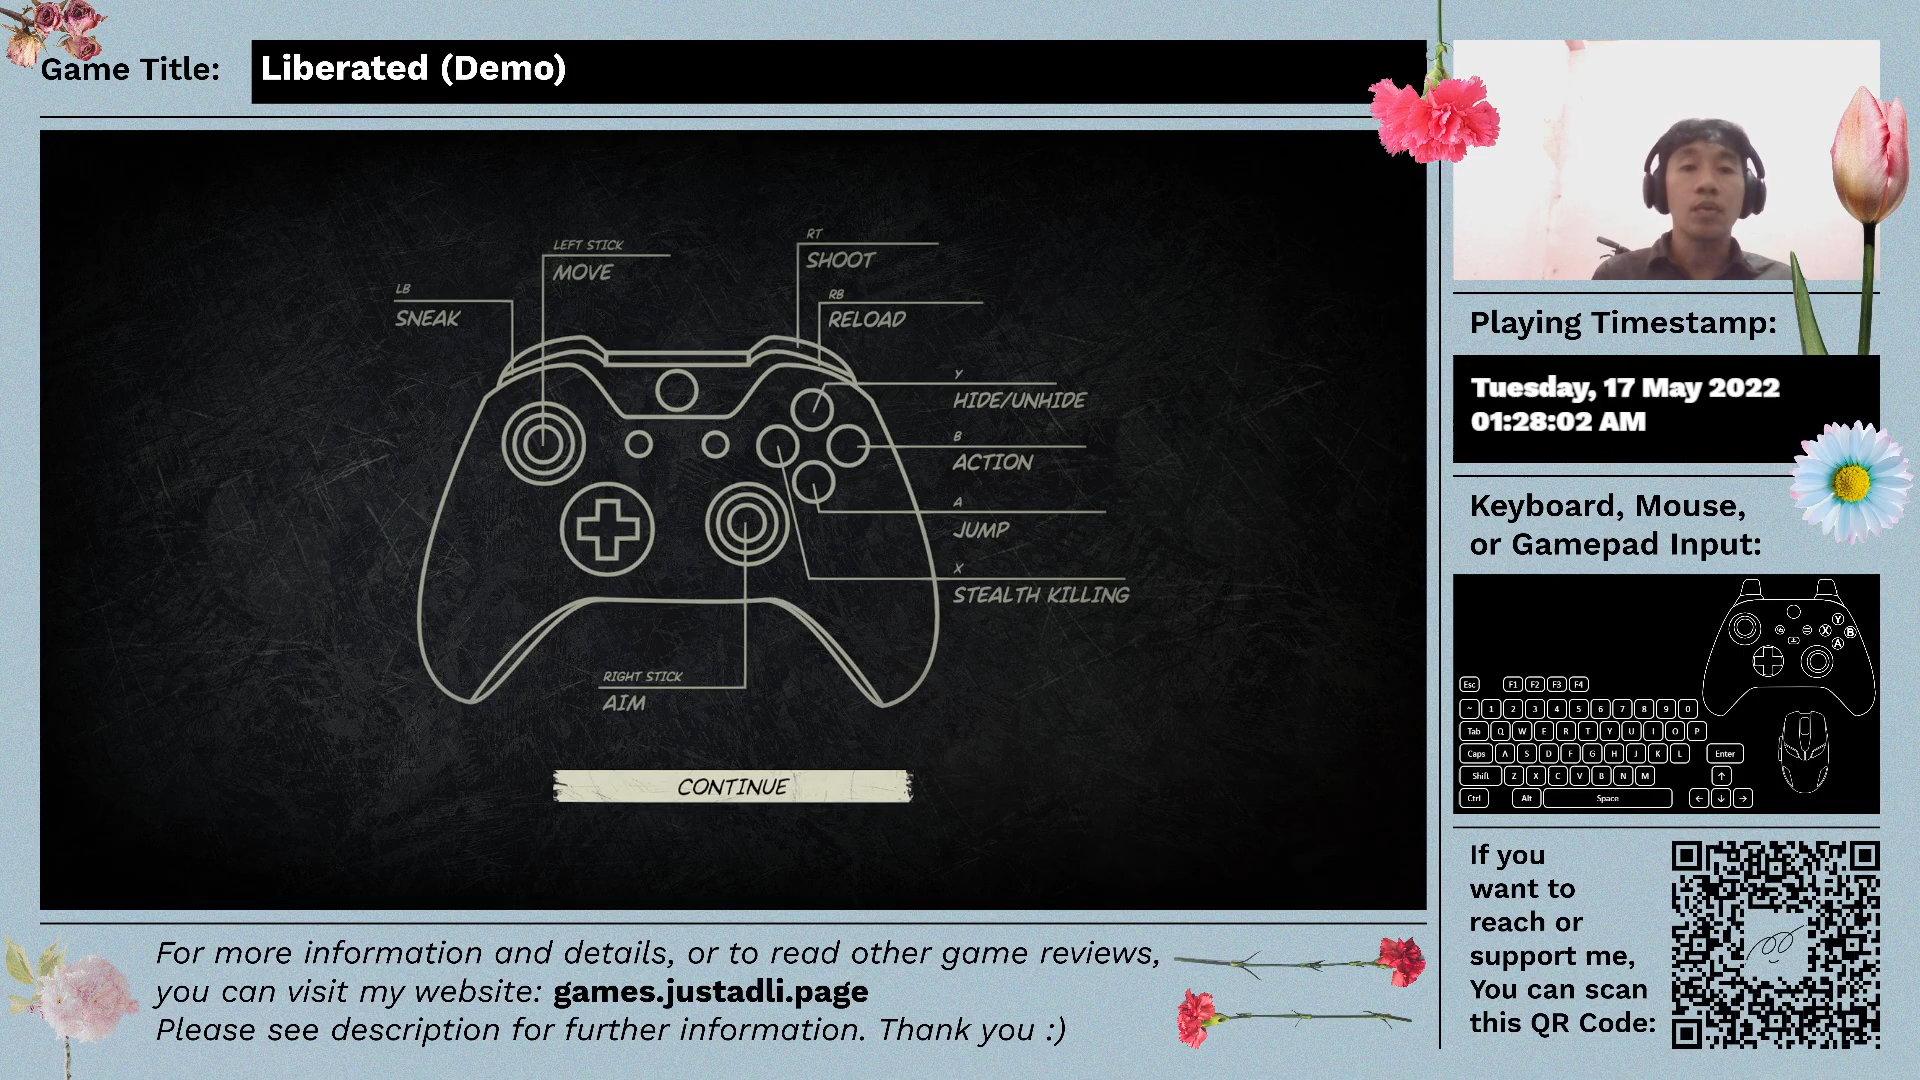 Game Title:
Liberated (Demo)
LEFT STICK
MOVE
LB
SNEAK
RT
SHOOT
RB
RELOAD
Y
HIDE/UNHIDE
B
ACTION
A
JUMP
X
STEALTH KILLING
RIGHT STICK
AIM
CONTINUE
Playing Timestamp:
Tuesday, 17 May 2022
01:28:02 AM
Keyboard, Mouse,
or Gamepad Input:
Y
X B
A
Esc F1 F2 F3 F4
~ 1 2 3 4 5 6 7 8 9 0
Tab Q W E R T Y U I O P
Caps A S D F G H J K L Enter
Shift Z X C V B N M ↑
Ctrl Alt Space ← ↓ →
If you
want to
reach or
support me,
You can scan
this QR Code:
For more information and details, or to read other game reviews,
you can visit my website: games.justadli.page
Please see description for further information. Thank you :)